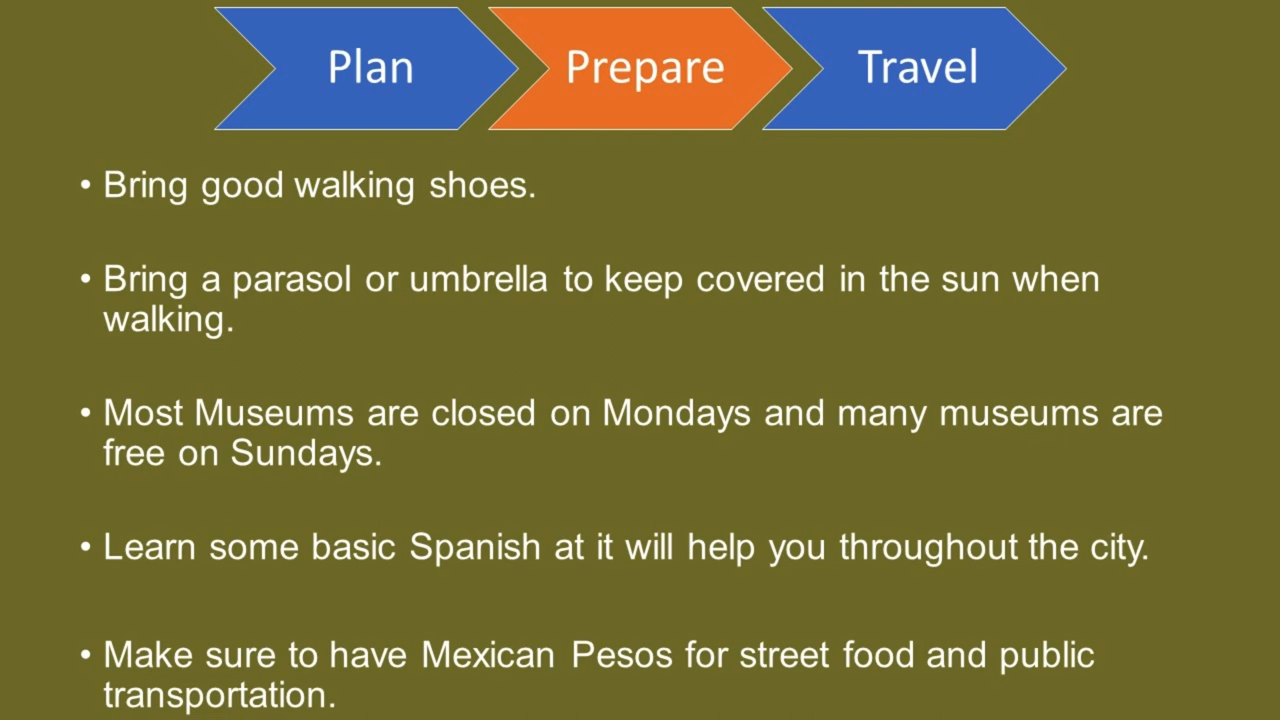 Plan Prepare Travel
• Bring good walking shoes.
• Bring a parasol or umbrella to keep covered in the sun when
walking.
• Most Museums are closed on Mondays and many museums are
free on Sundays.
• Learn some basic Spanish at it will help you throughout the city.
• Make sure to have Mexican Pesos for street food and public
transportation.